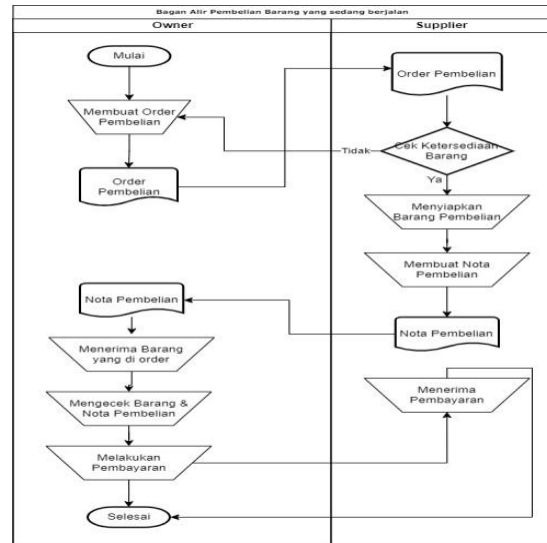 Bagan Alir Pembelian Barang yang sedang berjalan
Owner
Supplier
Mulai
Membuat Order
Pembelian
Order
Pembelian
Order Pembelian
Cek Ketersediaan
Barang
Tidak
Ya
Menyiapkan
Barang Pembelian
Membuat Nota
Pembelian
Nota Pembelian
Nota Pembelian
Menerima Barang
yang di order
Mengecek Barang &
Nota Pembelian
Melakukan
Pembayaran
Menerima
Pembayaran
Selesai